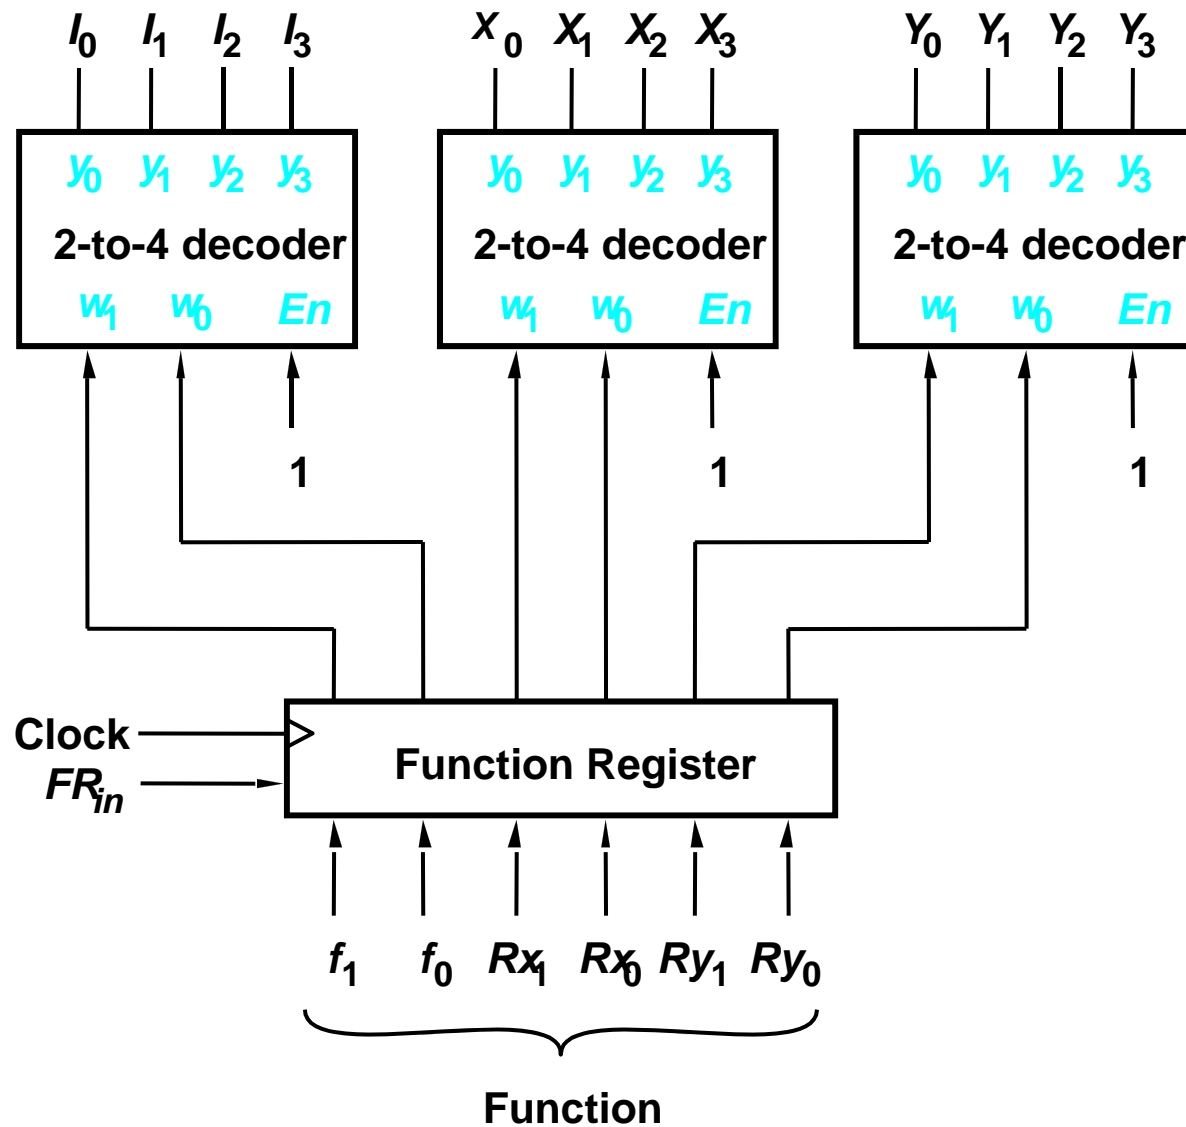 I0 I1 I2 I3 X0 X1 X2 X3 Y0 Y1 Y2 Y3
y0 y1 y2 y3 y0 y1 y2 y3 y0 y1 y2 y3
2-to-4 decoder 2-to-4 decoder 2-to-4 decoder
w1 w0 En w1 w0 En w1 w0 En
1 1 1
Clock
Function Register
FRin
f1 f0 Rx1 Rx0 Ry1 Ry0
Function